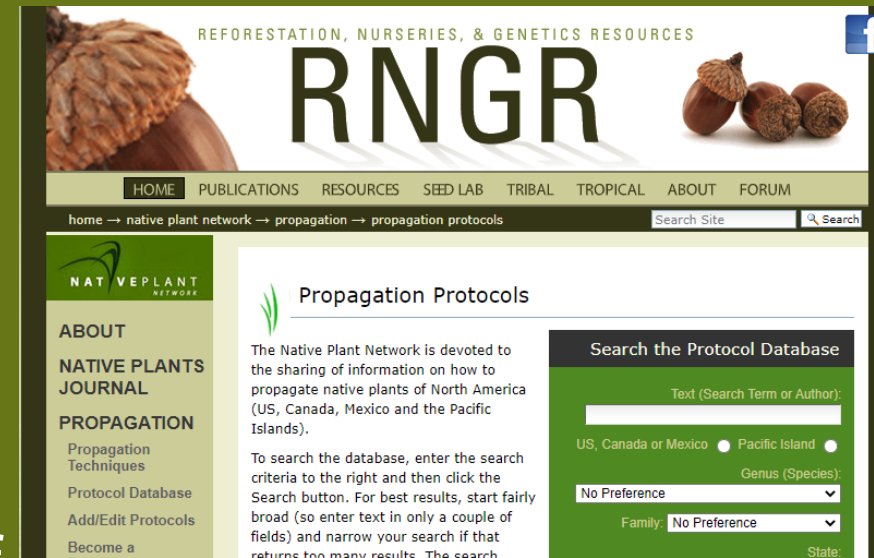 REFORESTATION, NURSERIES, & GENETICS RESOURCES
RNGR
HOME PUBLICATIONS RESOURCES SEED LAB TRIBAL TROPICAL ABOUT FORUM
home → native plant network → propagation → propagation protocols
Search Site
Search
NATIVEPLANT
NETWORK
ABOUT
NATIVE PLANTS
JOURNAL
PROPAGATION
Propagation
Techniques
Protocol Database
Add/Edit Protocols
Become a
Propagation Protocols
The Native Plant Network is devoted to
the sharing of information on how to
propagate native plants of North America
(US, Canada, Mexico and the Pacific
Islands).
To search the database, enter the search
criteria to the right and then click the
Search button. For best results, start fairly
broad (so enter text in only a couple of
fields) and narrow your search if that
returns too many results. The search
Search the Protocol Database
Text (Search Term or Author):
US, Canada or Mexico Pacific Island
Genus (Species):
No Preference
Family: No Preference
State: